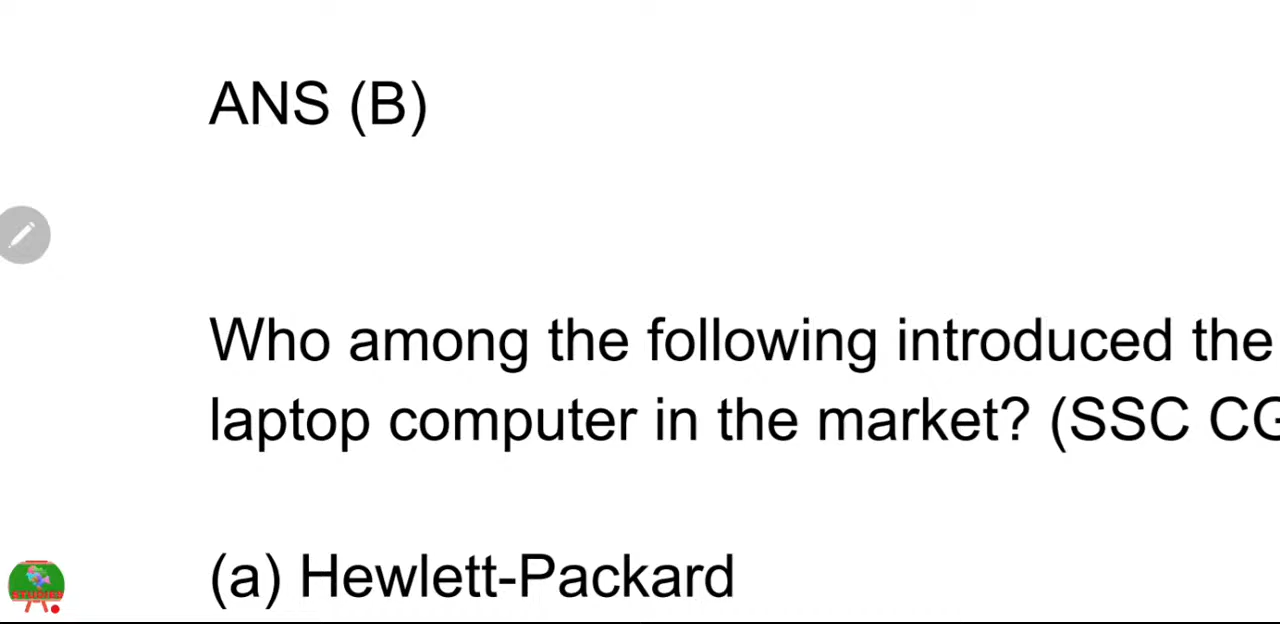 ANS (B)
Who among the following introduced the
laptop computer in the market? (SSC CG
(a) Hewlett-Packard